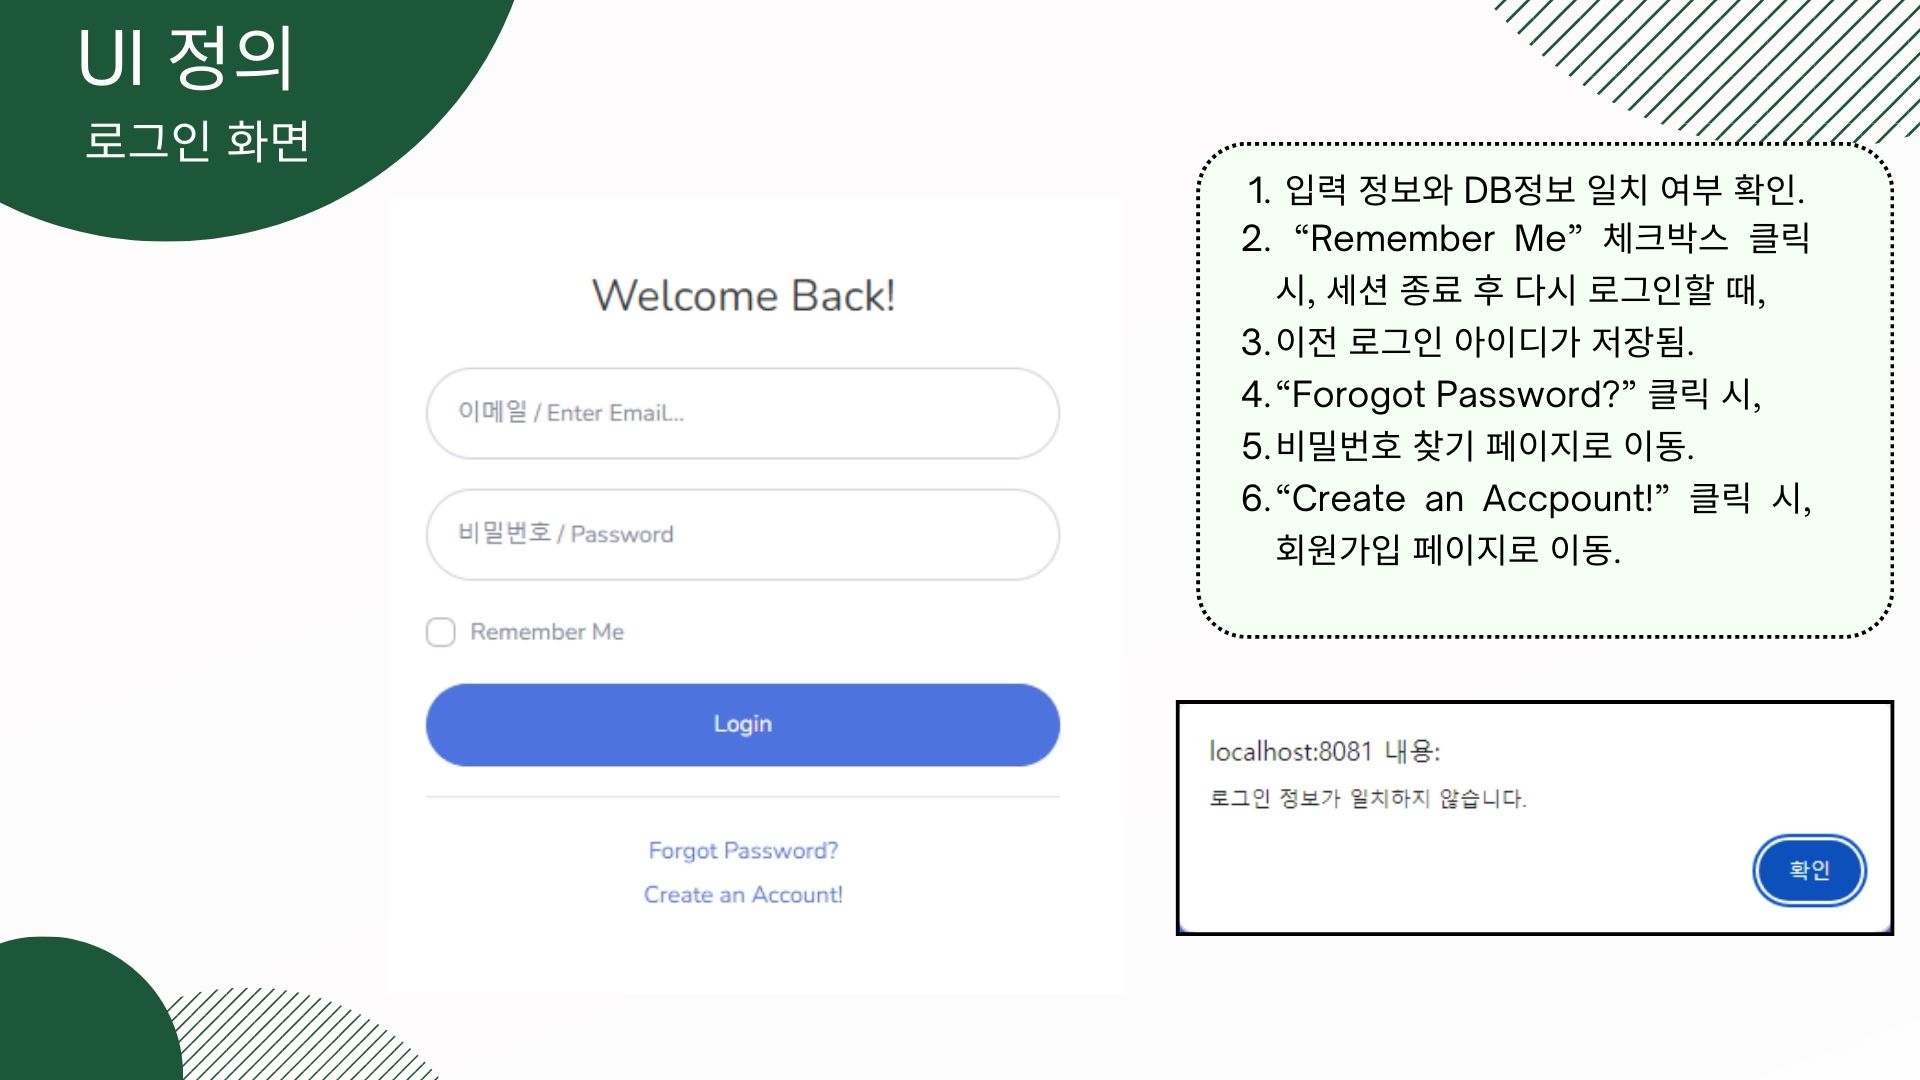 UI 정의
로그인 화면
Welcome Back!
이메일 / Enter Email...
비밀번호 / Password
Remember Me
Login
Forgot Password?
Create an Account!
1. 입력 정보와 DB정보 일치 여부 확인.
2. “Remember Me” 체크박스 클릭
시, 세션 종료 후 다시 로그인할 때,
3. 이전 로그인 아이디가 저장됨.
4. “Forogot Password?” 클릭 시,
5. 비밀번호 찾기 페이지로 이동.
6. “Create an Accpount!” 클릭 시,
회원가입 페이지로 이동.
localhost:8081 내용:
로그인 정보가 일치하지 않습니다.
확인